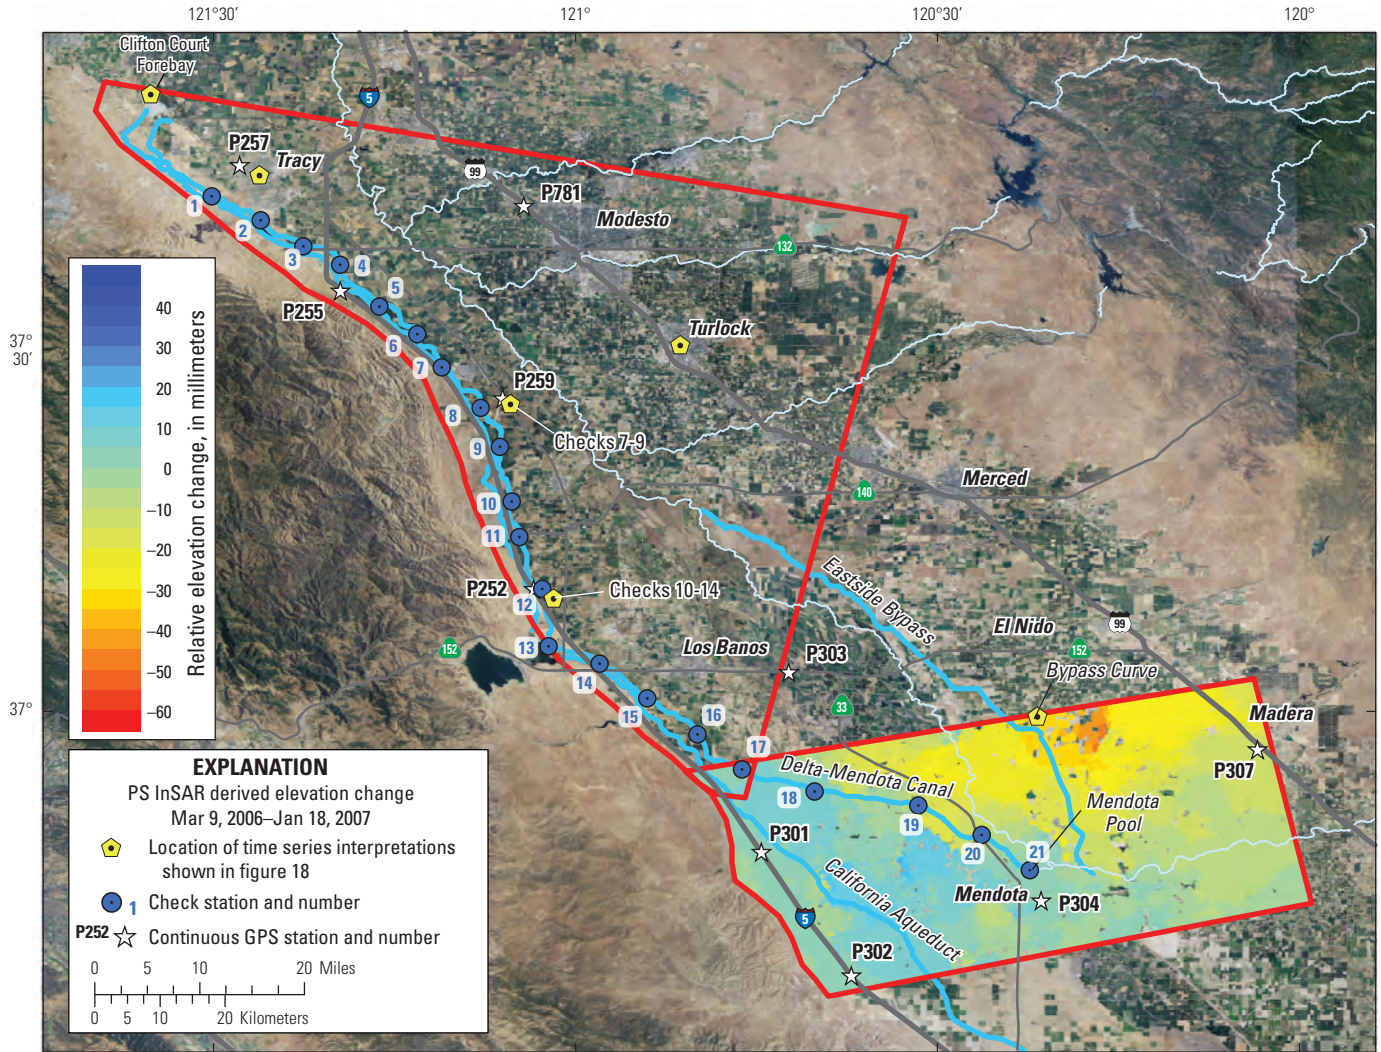 121°30'
121°
120°30'
120°
Clifton Court
Forebay
5
P257
Tracy
99
P781
Modesto
1
2
132
3
4
P255
5
40
30
20
10
0
–10
–20
–30
–40
–50
–60
Relative elevation change, in millimeters
37°
30'
6
Turlock
7
P259
8
Checks 7-9
9
Merced
10
140
11
Eastside Bypass
P252
Checks 10-14
12
El Nido
99
13
152
Los Banos
P303
152
Bypass Curve
14
37°
15
16
33
Madera
17
P307
Delta-Mendota Canal
18
19
Mendota
Pool
P301
20
21
California Aqueduct
Mendota
P304
5
P302
EXPLANATION
PS InSAR derived elevation change
Mar 9, 2006–Jan 18, 2007
Location of time series interpretations
shown in figure 18
1 Check station and number
P252 Continuous GPS station and number
0 5 10 20 Miles
0 5 10 20 Kilometers